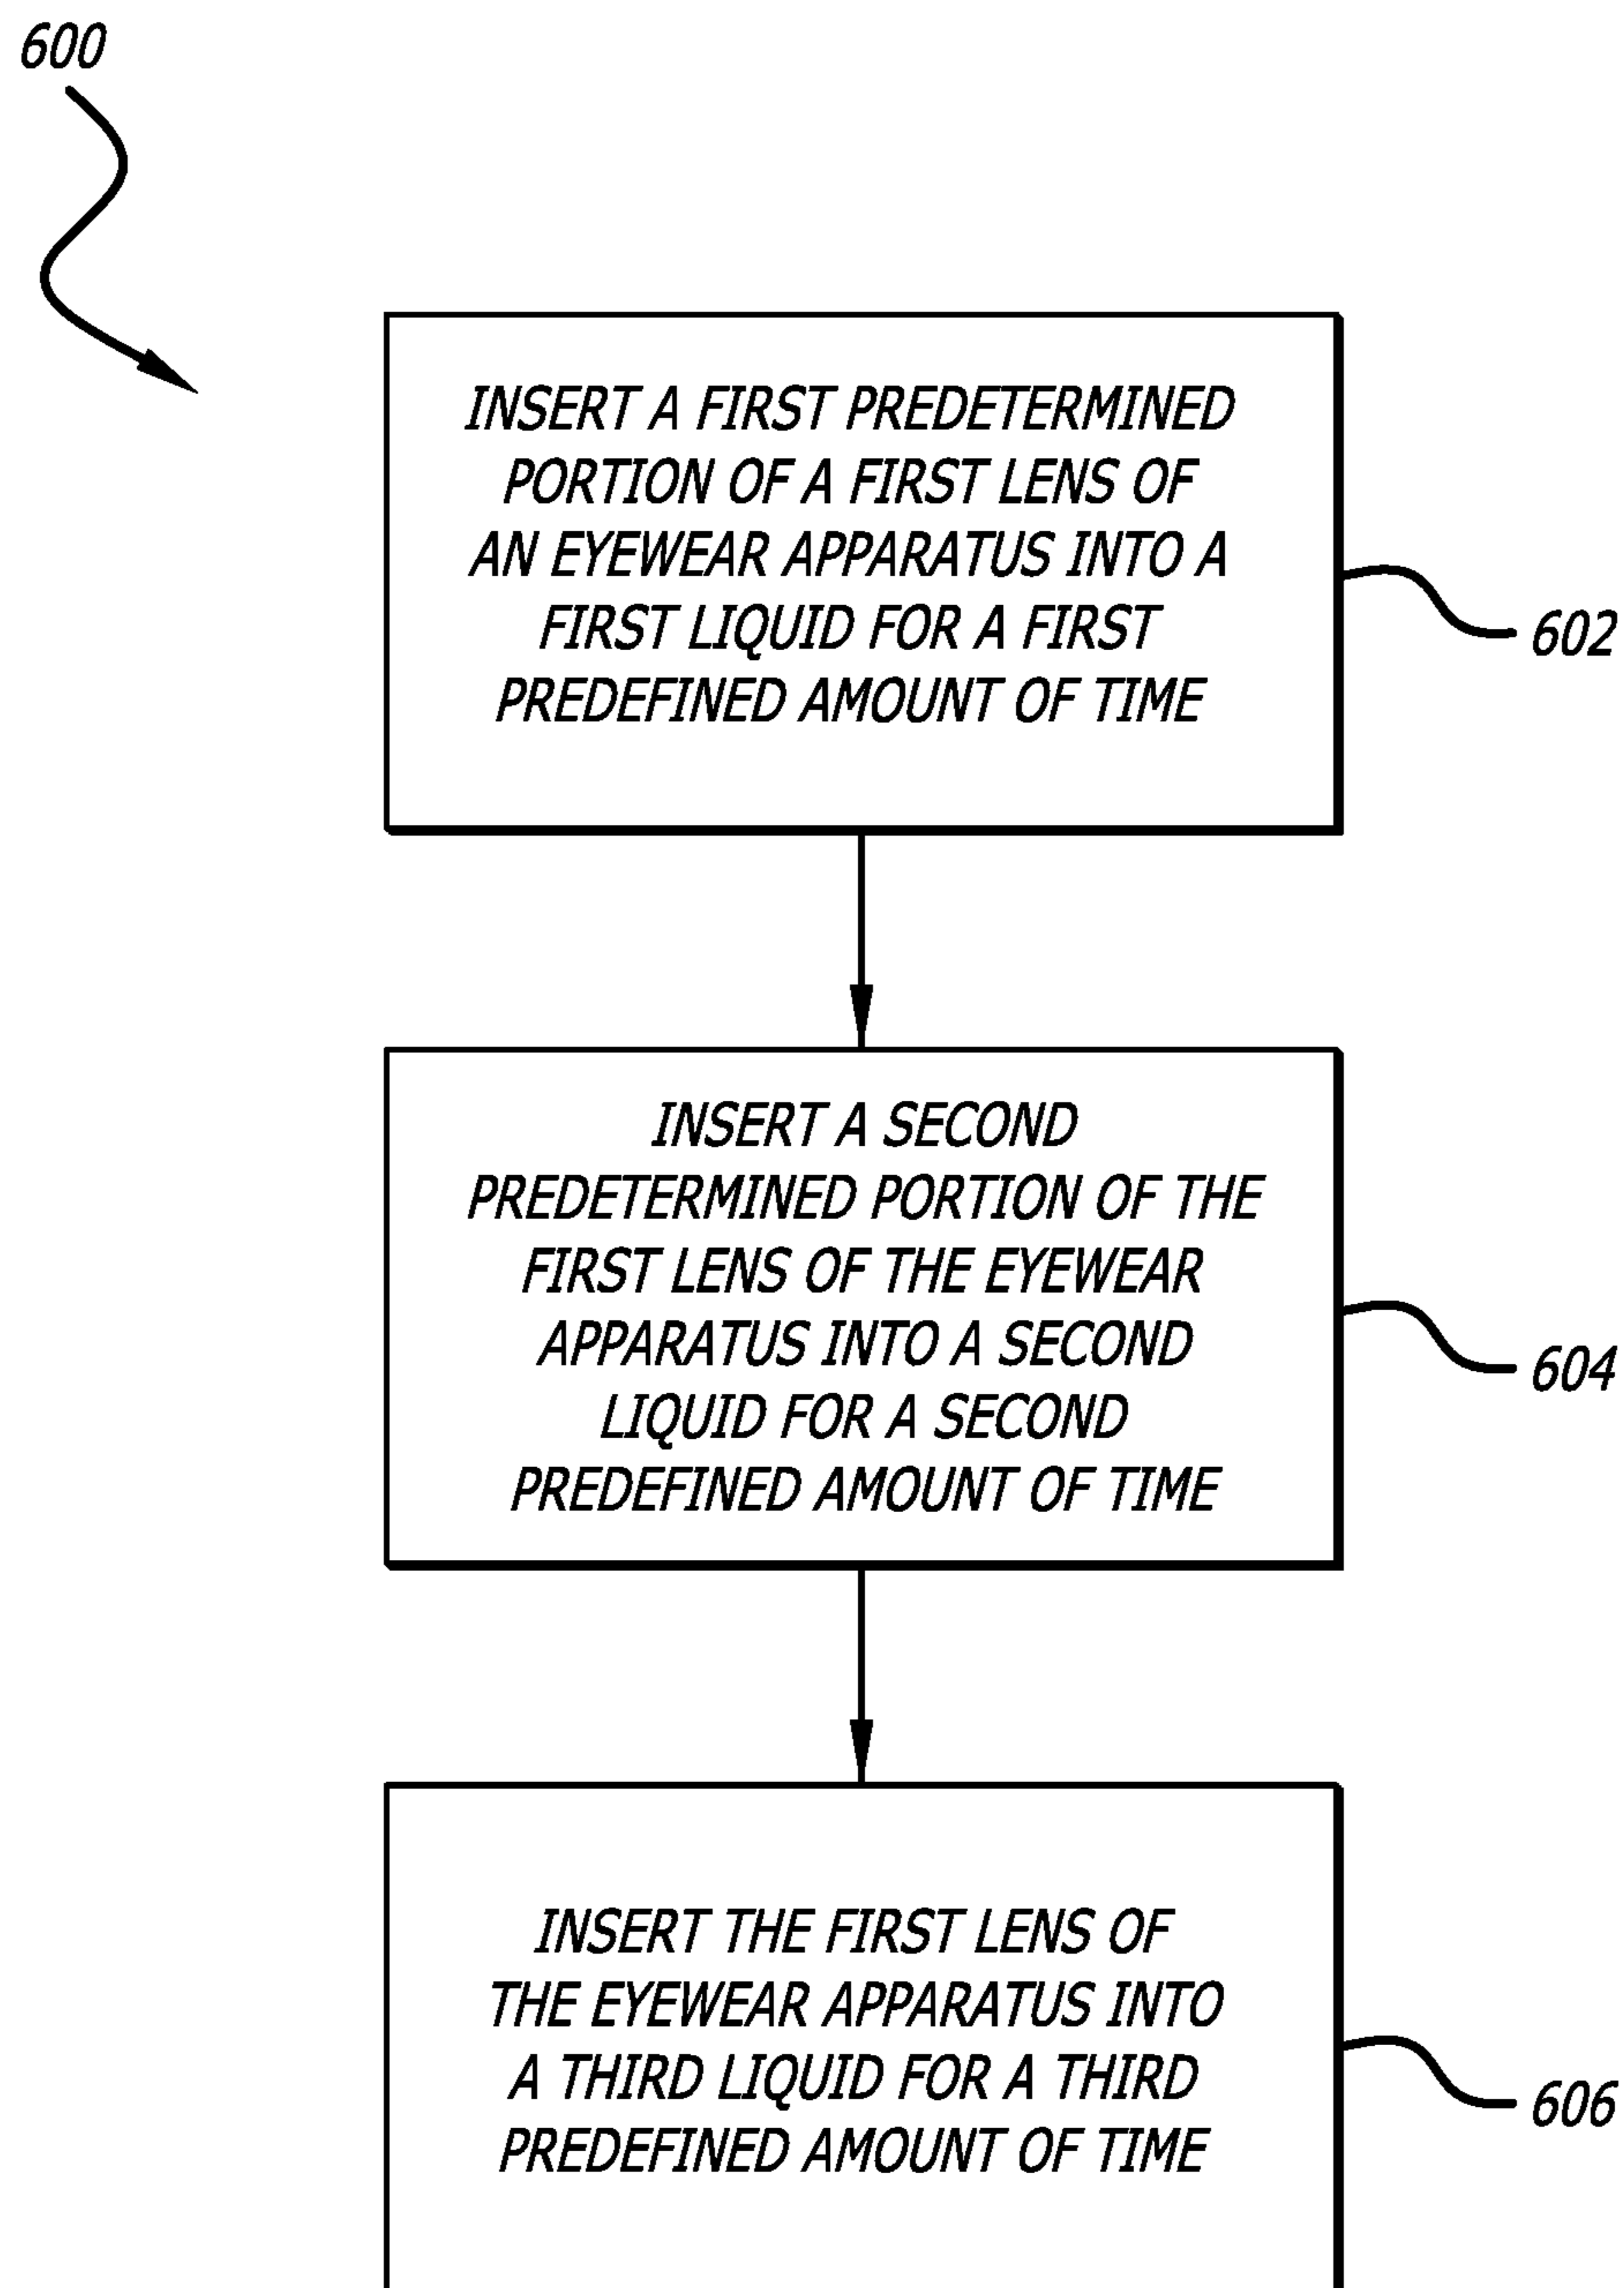 600
INSERT A FIRST PREDETERMINED
PORTION OF A FIRST LENS OF
AN EYEWEAR APPARATUS INTO A
FIRST LIQUID FOR A FIRST
PREDEFINED AMOUNT OF TIME
602
INSERT A SECOND
PREDETERMINED PORTION OF THE
FIRST LENS OF THE EYEWEAR
APPARATUS INTO A SECOND
LIQUID FOR A SECOND
PREDEFINED AMOUNT OF TIME
604
INSERT THE FIRST LENS OF
THE EYEWEAR APPARATUS INTO
A THIRD LIQUID FOR A THIRD
PREDEFINED AMOUNT OF TIME
606